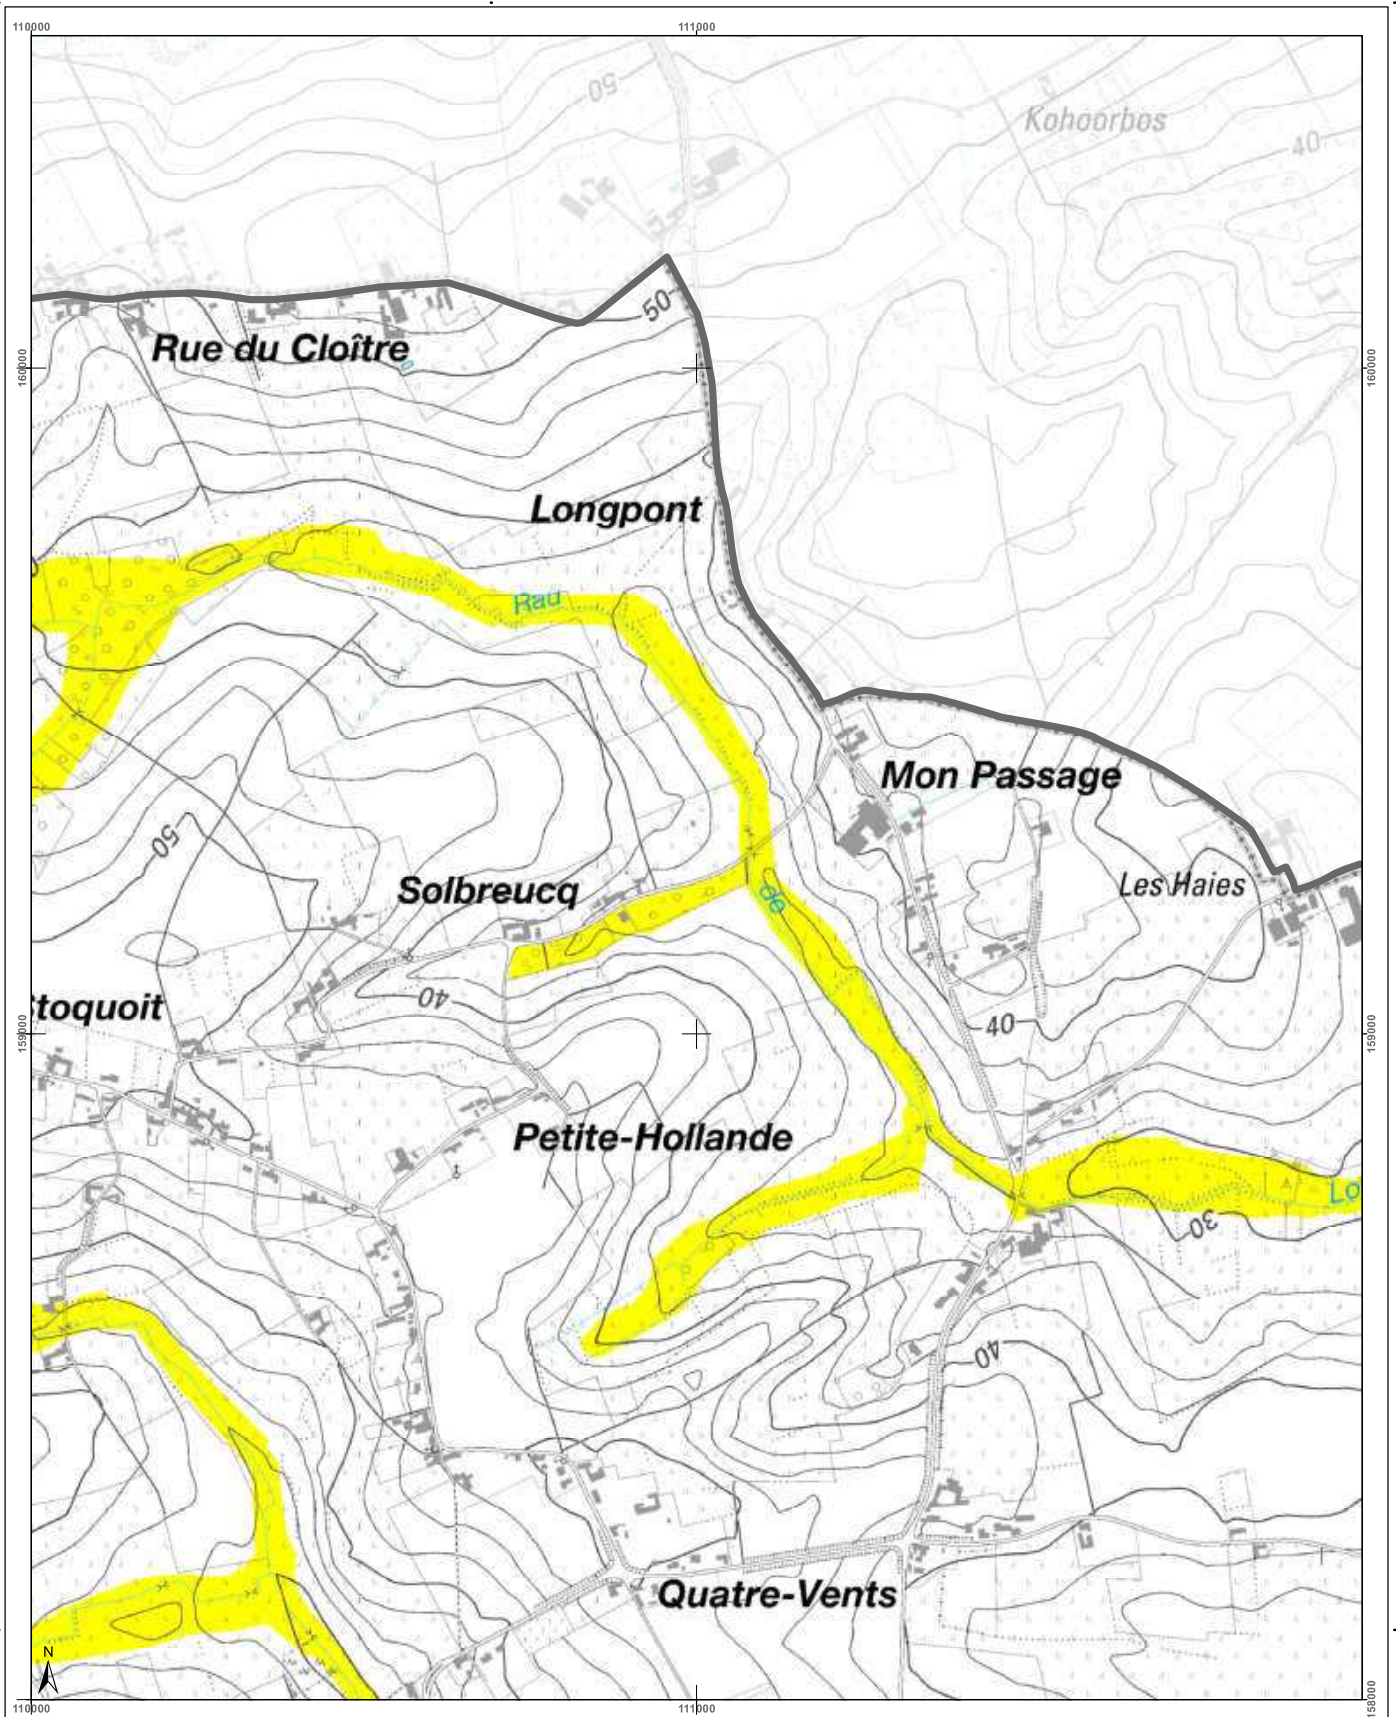 110000
111000
50
Kohoorbos
40
50
Rue du Cloître
160000
160000
Longpont
Rau
Mon Passage
50
Solbreucq
de
Les Haies
40
toquoit
40
159000
159000
Petite-Hollande
Lo
30
40
Quatre-Vents
N
110000
111000
158000